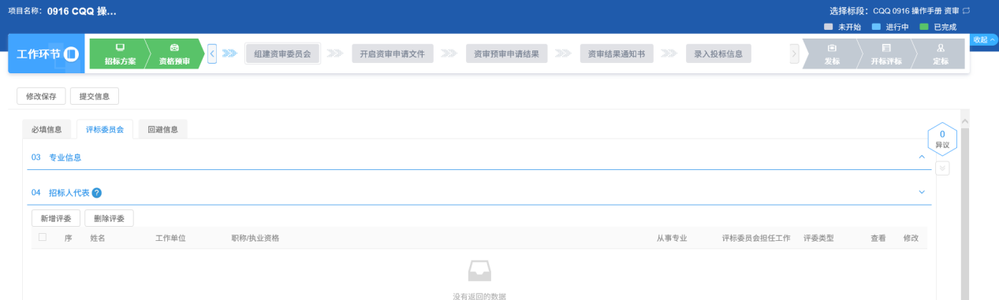 项目名称：0916 CQQ 操...
选择标段：CQQ 0916 操作手册 资审
未开始 进行中 已完成
收起
工作环节
招标方案 资格预审
组建资审委员会 开启资审申请文件 资审预审申请结果 资审结果通知书 录入投标信息
发标 开标评标 定标
修改保存 提交信息
必填信息 评标委员会 回避信息
0
异议
03 专业信息
04 招标人代表 ?
新增评委 删除评委
序 姓名 工作单位 职称/执业资格 从事专业 评标委员会担任工作 评委类型 查看 修改
没有返回的数据